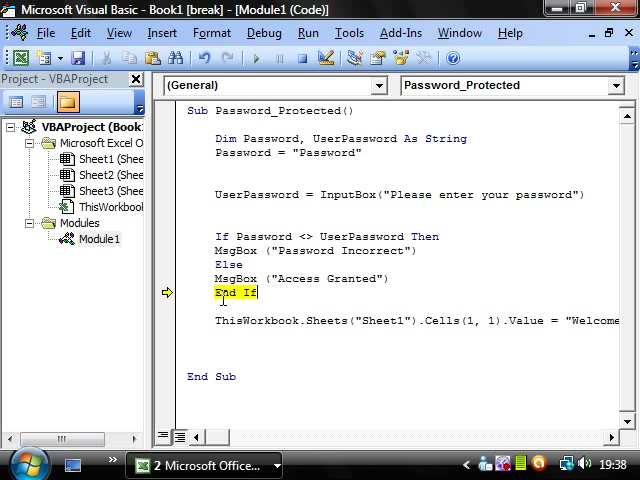 Microsoft Visual Basic - Book1 [break] - [Module1 (Code)]
File Edit View Insert Format Debug Run Tools Add-Ins Window Help
Project - VBAProject
(General)
Password_Protected
VBAProject (Book
Microsoft Excel O
Sheet1 (Shee
Sheet2 (Shee
Sheet3 (Shee
ThisWorkbook
Modules
Module1
Sub Password_Protected()
Dim Password, UserPassword As String
Password = "Password"
UserPassword = InputBox("Please enter your password")
If Password <> UserPassword Then
MsgBox ("Password Incorrect")
Else
MsgBox ("Access Granted")
End If
ThisWorkbook.Sheets("Sheet1").Cells(1, 1).Value = "Welcome
End Sub
2 Microsoft Office...
19:38